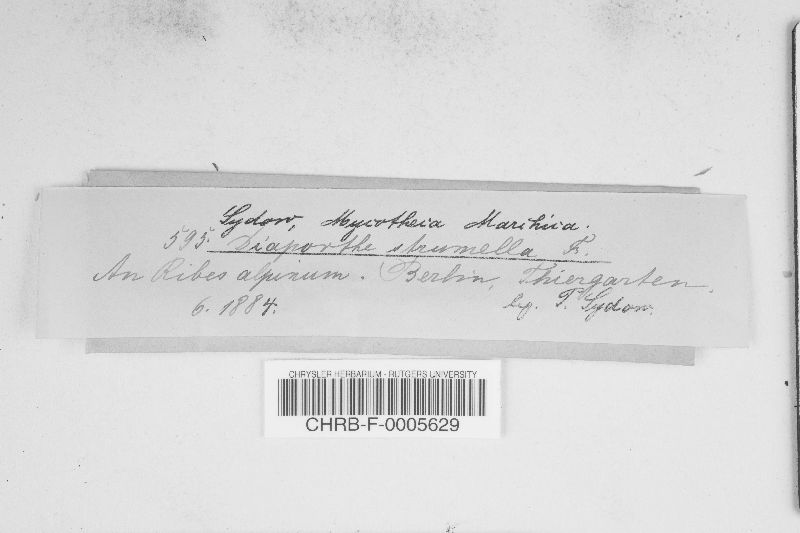 Sydow, Mycotheca Marchica.
595. Diaporthe strumella Fr.
An Ribes alpinum. Berlin, Thiergarten.
6. 1884. leg. P. Sydow.
CHRYSLER HERBARIUM - RUTGERS UNIVERSITY
CHRB-F-0005629